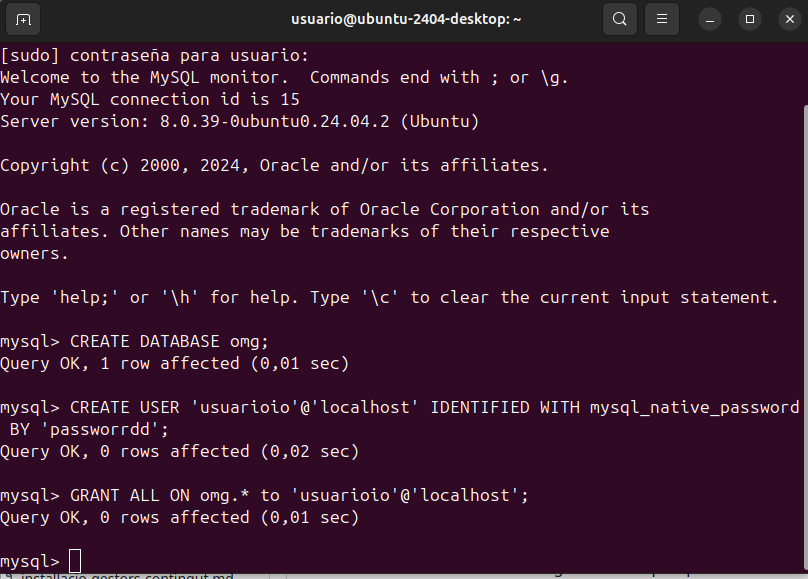 usuario@ubuntu-2404-desktop: ~
[sudo] contraseña para usuario:
Welcome to the MySQL monitor.  Commands end with ; or \g.
Your MySQL connection id is 15
Server version: 8.0.39-0ubuntu0.24.04.2 (Ubuntu)
Copyright (c) 2000, 2024, Oracle and/or its affiliates.
Oracle is a registered trademark of Oracle Corporation and/or its
affiliates. Other names may be trademarks of their respective
owners.
Type 'help;' or '\h' for help. Type '\c' to clear the current input statement.
mysql> CREATE DATABASE omg;
Query OK, 1 row affected (0,01 sec)
mysql> CREATE USER 'usuarioio'@'localhost' IDENTIFIED WITH mysql_native_password
BY 'passworrdd';
Query OK, 0 rows affected (0,02 sec)
mysql> GRANT ALL ON omg.* to 'usuarioio'@'localhost';
Query OK, 0 rows affected (0,01 sec)
mysql>